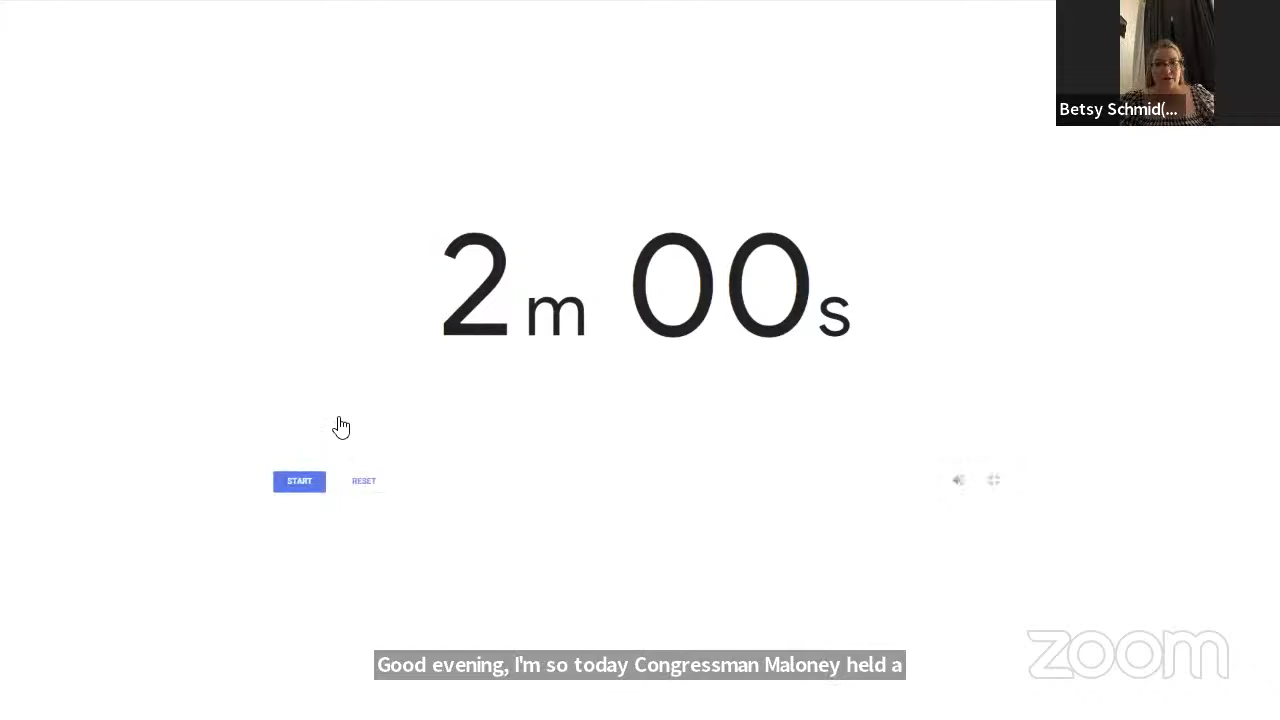 Betsy Schmid(...
2m 00s
START RESET
Good evening, I'm so today Congressman Maloney held a
zoom